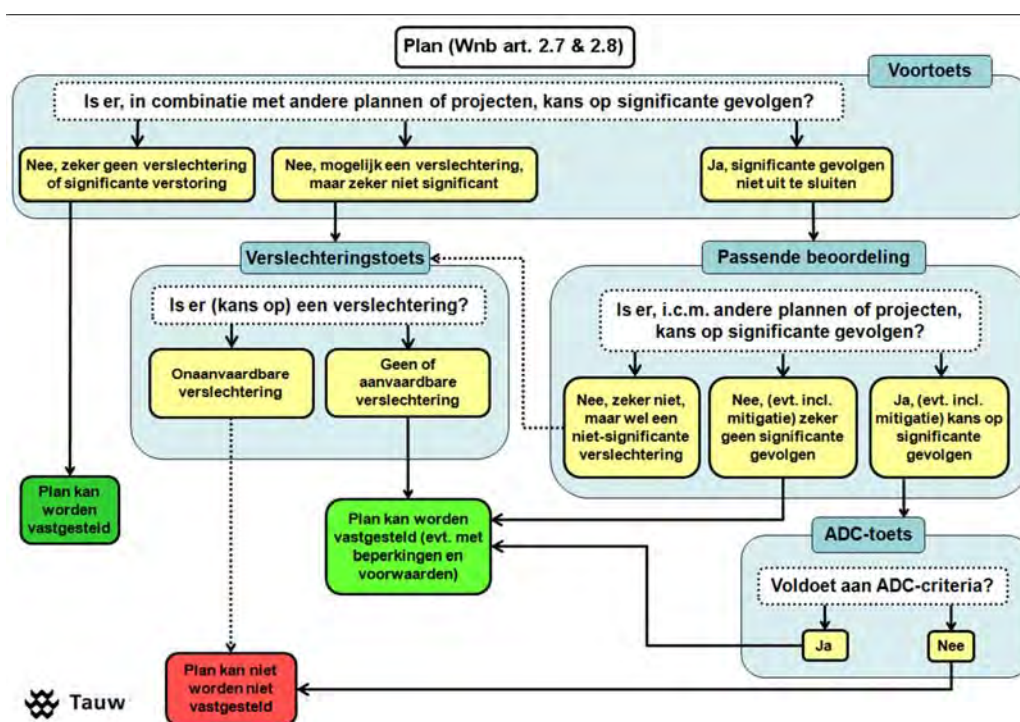 Plan (Wnb art. 2.7 & 2.8)
Voortoets
Is er, in combinatie met andere plannen of projecten, kans op significante gevolgen?
Nee, zeker geen verslechtering
of significante verstoring
Nee, mogelijk een verslechtering,
maar zeker niet significant
Ja, significante gevolgen
niet uit te sluiten
Verslechteringstoets
Is er (kans op) een verslechtering?
Onaanvaardbare
verslechtering
Geen of
aanvaardbare
verslechtering
Passende beoordeling
Is er, i.c.m. andere plannen of projecten,
kans op significante gevolgen?
Nee, zeker niet,
maar wel een
niet-significante
verslechtering
Nee, (evt. incl.
mitigatie) zeker
geen significante
gevolgen
Ja, (evt. incl.
mitigatie) kans op
significante
gevolgen
Plan kan
worden
vastgesteld
Plan kan worden
vastgesteld (evt. met
beperkingen en
voorwaarden)
ADC-toets
Voldoet aan ADC-criteria?
Ja
Nee
Plan kan niet
worden niet
vastgesteld
Tauw